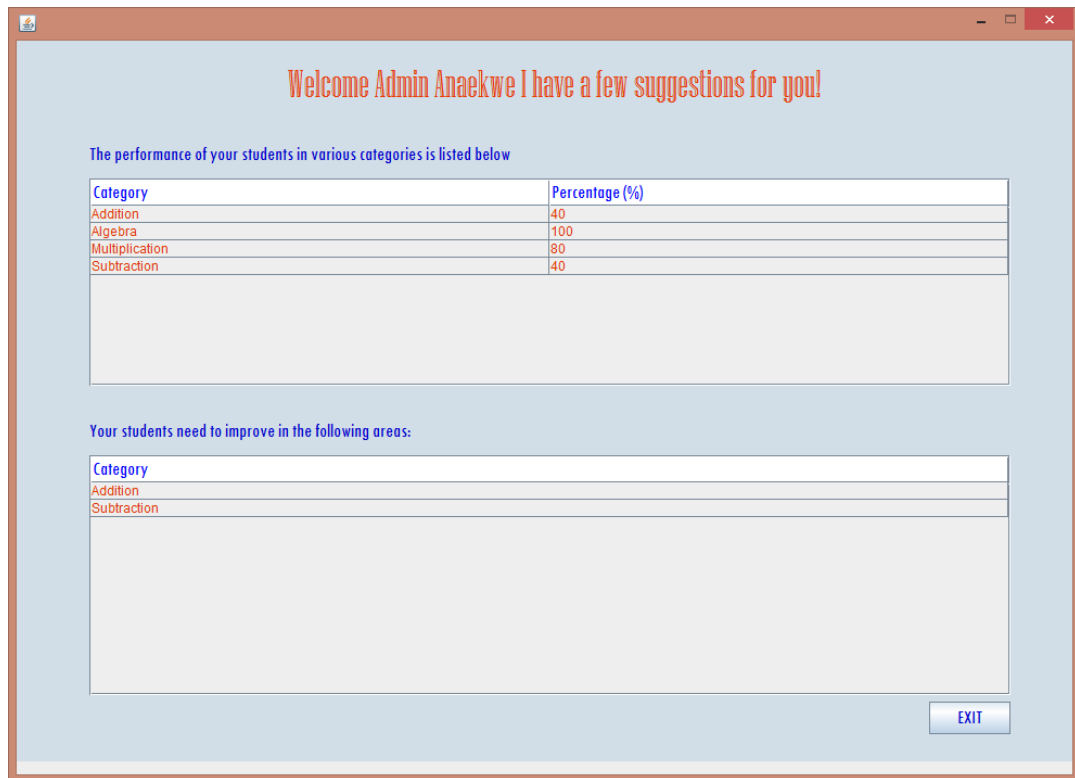 Welcome Admin Anaekwe I have a few suggestions for you!
The performance of your students in various categories is listed below
Category Percentage (%)
Addition 40
Algebra 100
Multiplication 80
Subtraction 40
Your students need to improve in the following areas:
Category
Addition
Subtraction
EXIT